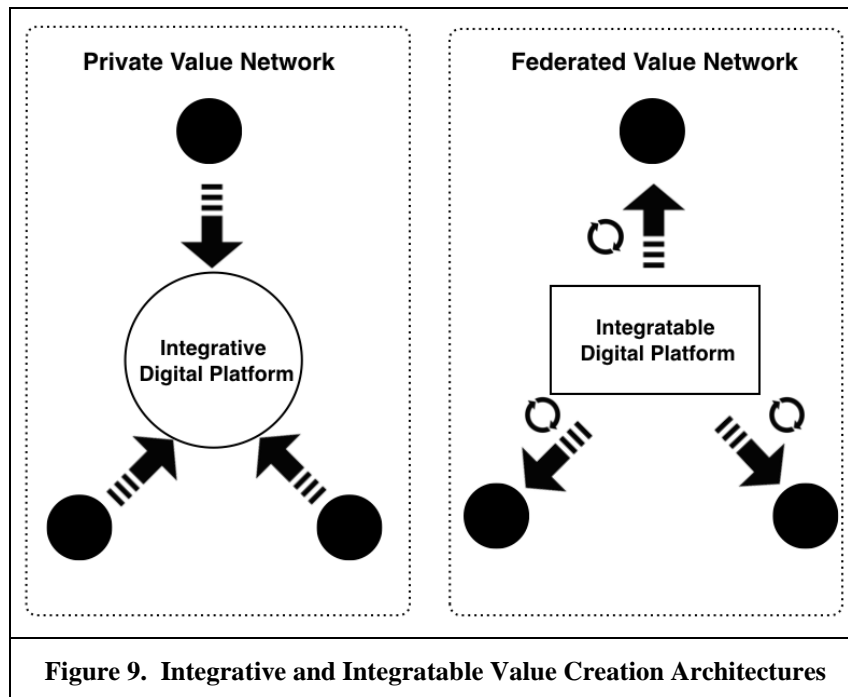 Private Value Network
Integrative
Digital Platform
Federated Value Network
Integratable
Digital Platform
Figure 9. Integrative and Integratable Value Creation Architectures